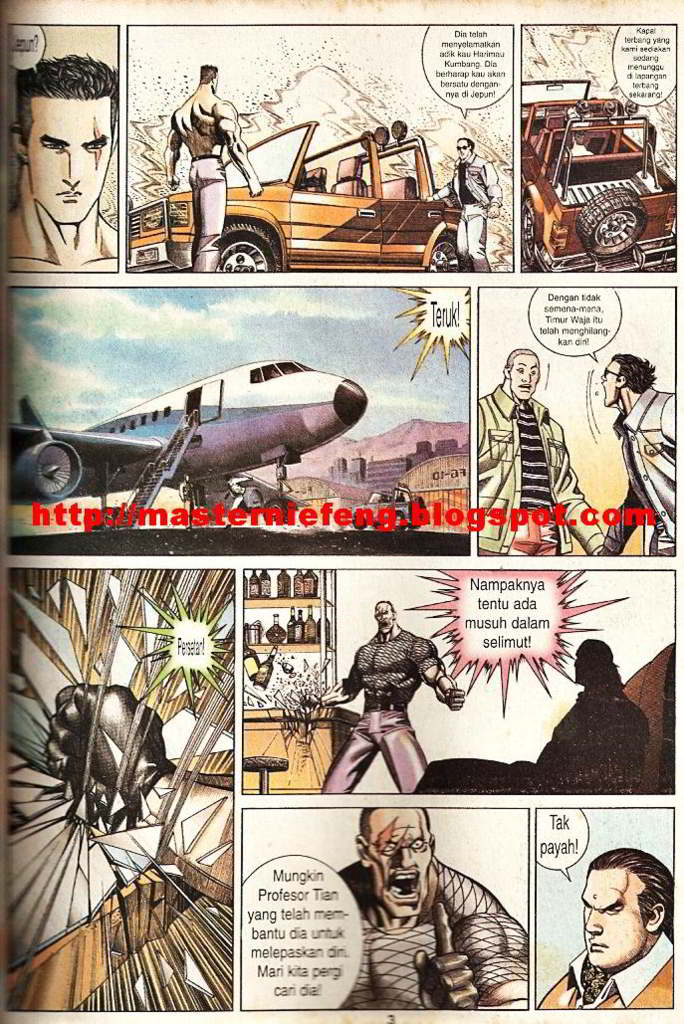 Jepun?
Dia telah
menyelamatkan
adik kau Harimau
Kumbang. Dia
berharap kau akan
bersatu dengan-
nya di Jepun!
Kapal
terbang yang
kami sediakan
sedang
menunggu
di lapangan
terbang
sekarang!
Teruk!
Dengan tidak
semena-mena,
Timur Waja itu
telah menghilang-
kan diri!
http://masterniefeng.blogspot.com
Persetan!
Nampaknya
tentu ada
musuh dalam
selimut!
Mungkin
Profesor Tian
yang telah mem-
bantu dia untuk
melepaskan diri.
Mari kita pergi
cari dia!
Tak
payah!
3